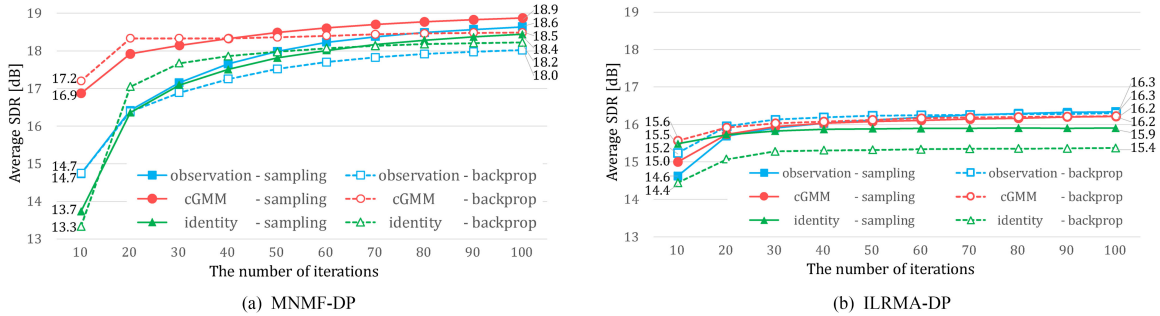 Average SDR [dB]
19
18
17
16
15
14
13
17.2
16.9
14.7
14.7
13.7
13.3
18.9
18.6
18.5
18.4
18.2
18.0
observation - sampling
observation - backprop
cGMM - sampling
cGMM - backprop
identity - sampling
identity - backprop
10 20 30 40 50 60 70 80 90 100
The number of iterations
(a) MNMF-DP
Average SDR [dB]
19
18
17
16
15
14
13
15.6
15.5
15.2
15.0
14.6
14.4
16.3
16.3
16.2
16.2
15.9
15.4
observation - sampling
observation - backprop
cGMM - sampling
cGMM - backprop
identity - sampling
identity - backprop
10 20 30 40 50 60 70 80 90 100
The number of iterations
(b) ILRMA-DP